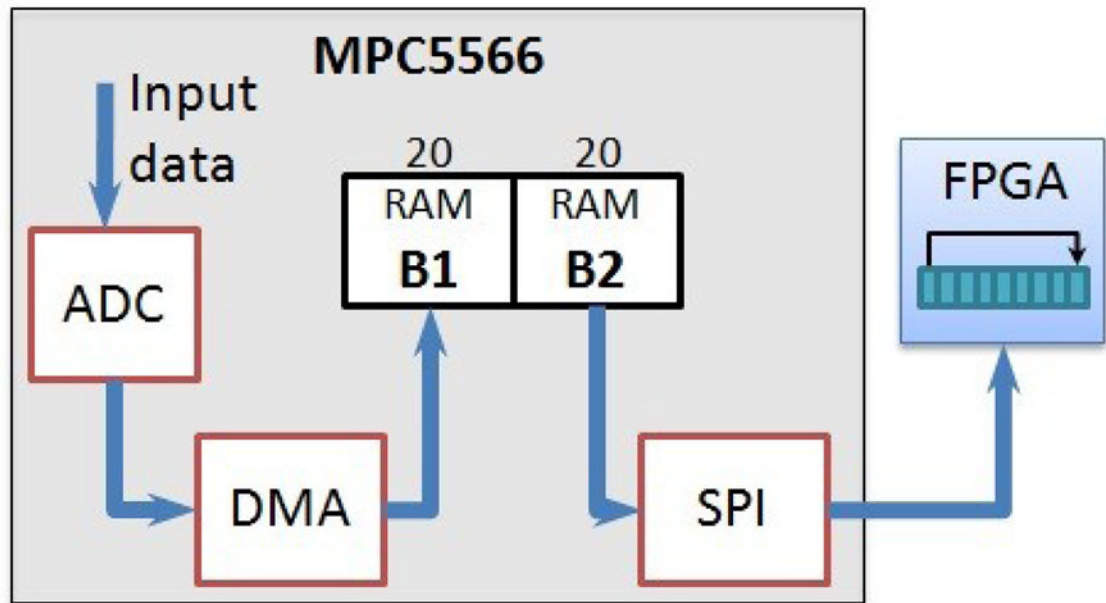 MPC5566
Input
data
20
20
RAM
RAM
B1
B2
FPGA
ADC
DMA
SPI